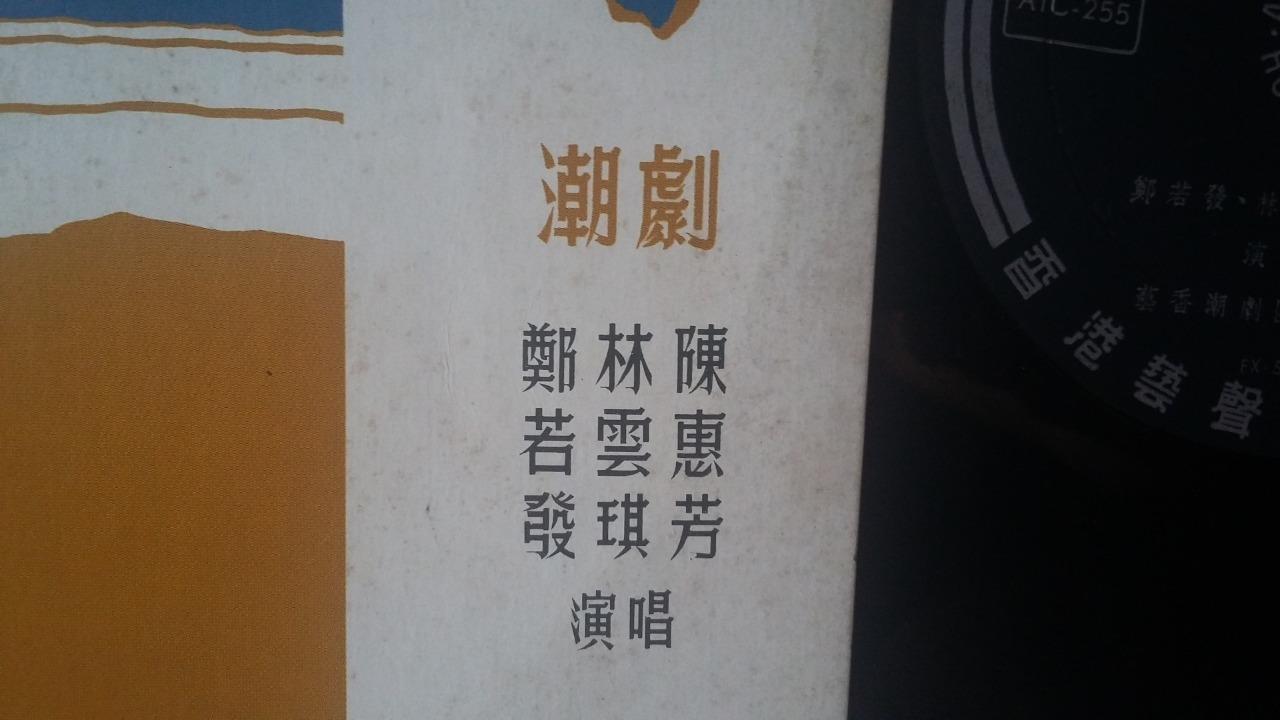 潮劇
陳惠芳
林雲琪
鄭若發
演唱
ATC-255
鄭若發、
演
藝香潮劇
香港藝聲